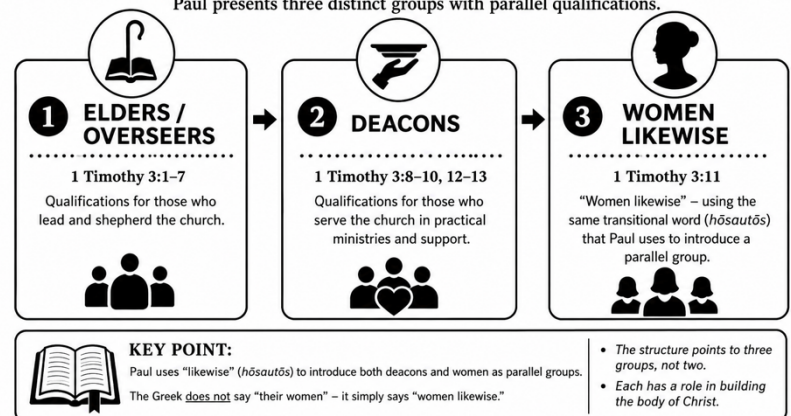 Paul presents three distinct groups with parallel qualifications.
1 ELDERS /
OVERSEERS
1 Timothy 3:1–7
Qualifications for those who
lead and shepherd the church.
2 DEACONS
1 Timothy 3:8–10, 12–13
Qualifications for those who
serve the church in practical
ministries and support.
3 WOMEN
LIKEWISE
1 Timothy 3:11
“Women likewise” – using the
same transitional word (hōsautōs)
that Paul uses to introduce a
parallel group.
KEY POINT:
Paul uses “likewise” (hōsautōs) to introduce both deacons and women as parallel groups.
The Greek does not say “their women” – it simply says “women likewise.”
• The structure points to three
groups, not two.
• Each has a role in building
the body of Christ.